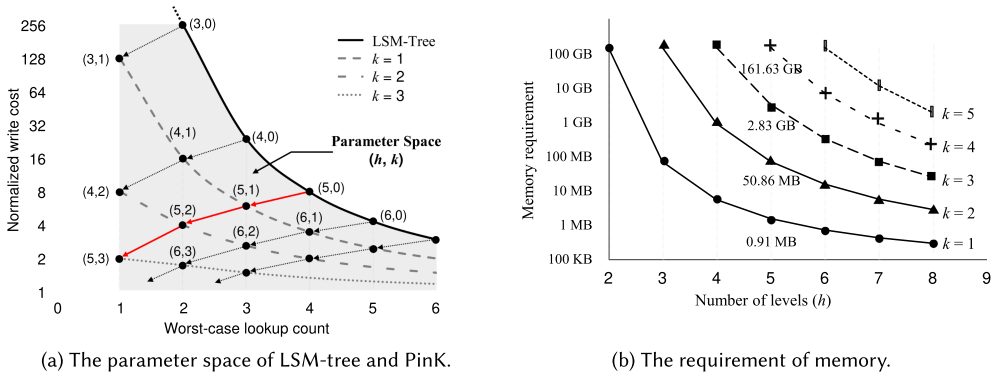 Normalized write cost
256
128
64
32
16
8
4
2
1
0
1
2
3
4
5
6
Worst-case lookup count
(3,0)
(3,1)
(4,1)
(4,0)
(4,2)
(5,2)
(5,1)
(5,0)
(6,2)
(6,1)
(6,0)
(5,3)
(6,3)
LSM-Tree
k = 1
k = 2
k = 3
Parameter Space
(h, k)
(a) The parameter space of LSM-tree and PinK.
Memory requirement
100 GB
10 GB
1 GB
100 MB
10 MB
1 MB
100 KB
2
3
4
5
6
7
8
9
Number of levels (h)
161.63 GB
2.83 GB
50.86 MB
0.91 MB
k = 5
k = 4
k = 3
k = 2
k = 1
(b) The requirement of memory.